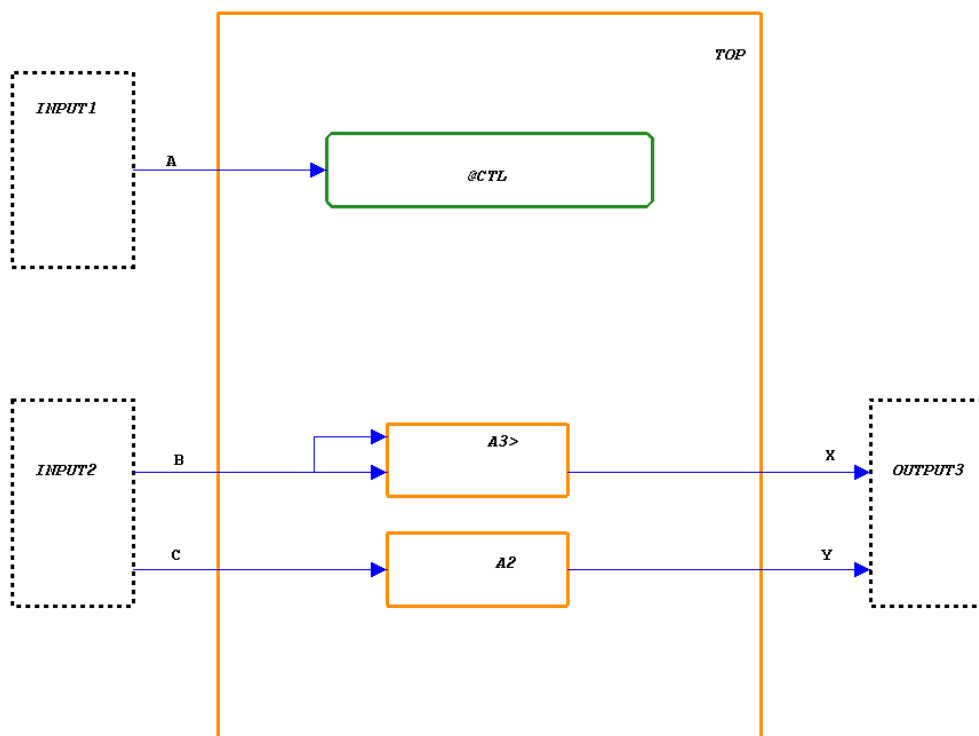 TOP
INPUT1
A
@CTL
A3>
B
X
INPUT2
OUTPUT3
C
A2
Y